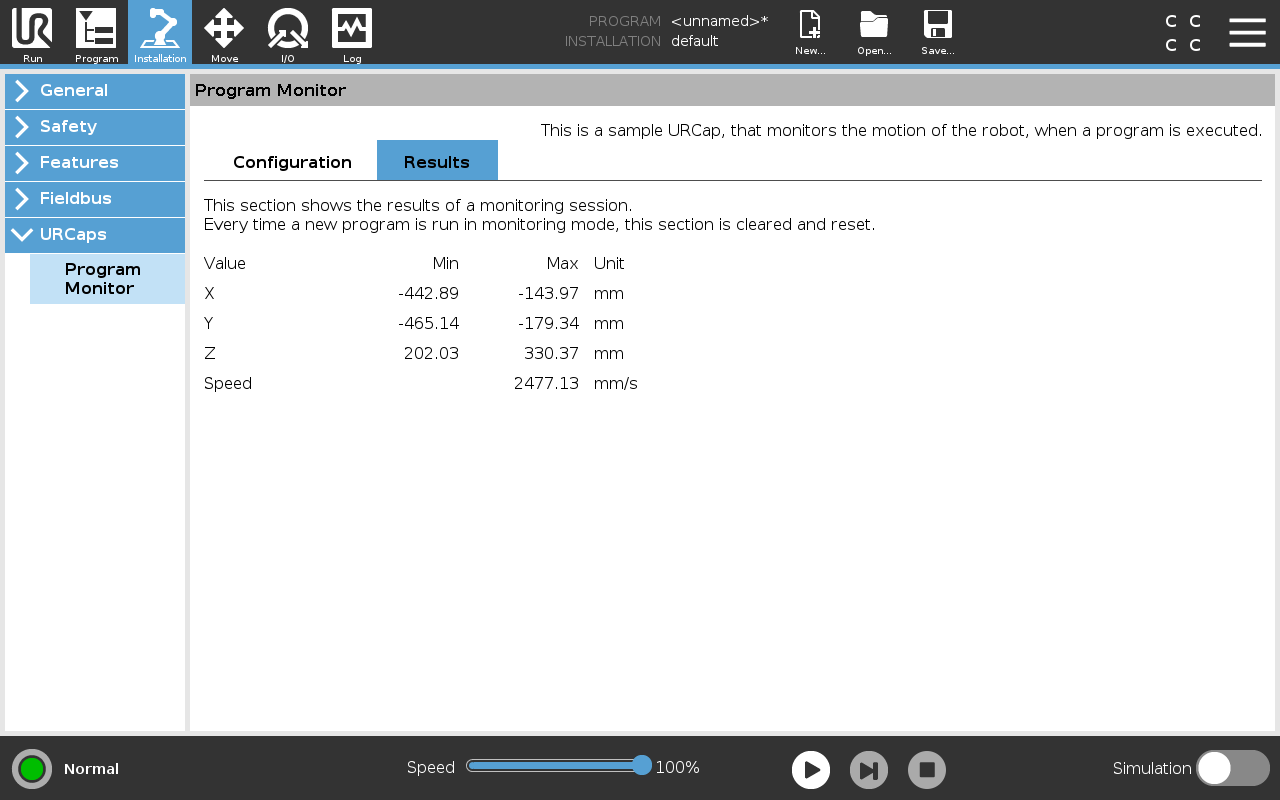 Run Program Installation Move I/O Log
PROGRAM <unnamed>*
INSTALLATION default
New... Open... Save...
C C
C C
General
Safety
Features
Fieldbus
URCaps
Program
Monitor
Program Monitor
This is a sample URCap, that monitors the motion of the robot, when a program is executed.
Configuration Results
This section shows the results of a monitoring session.
Every time a new program is run in monitoring mode, this section is cleared and reset.
Value Min Max Unit
X -442.89 -143.97 mm
Y -465.14 -179.34 mm
Z 202.03 330.37 mm
Speed 2477.13 mm/s
Normal
Speed 100%
Simulation